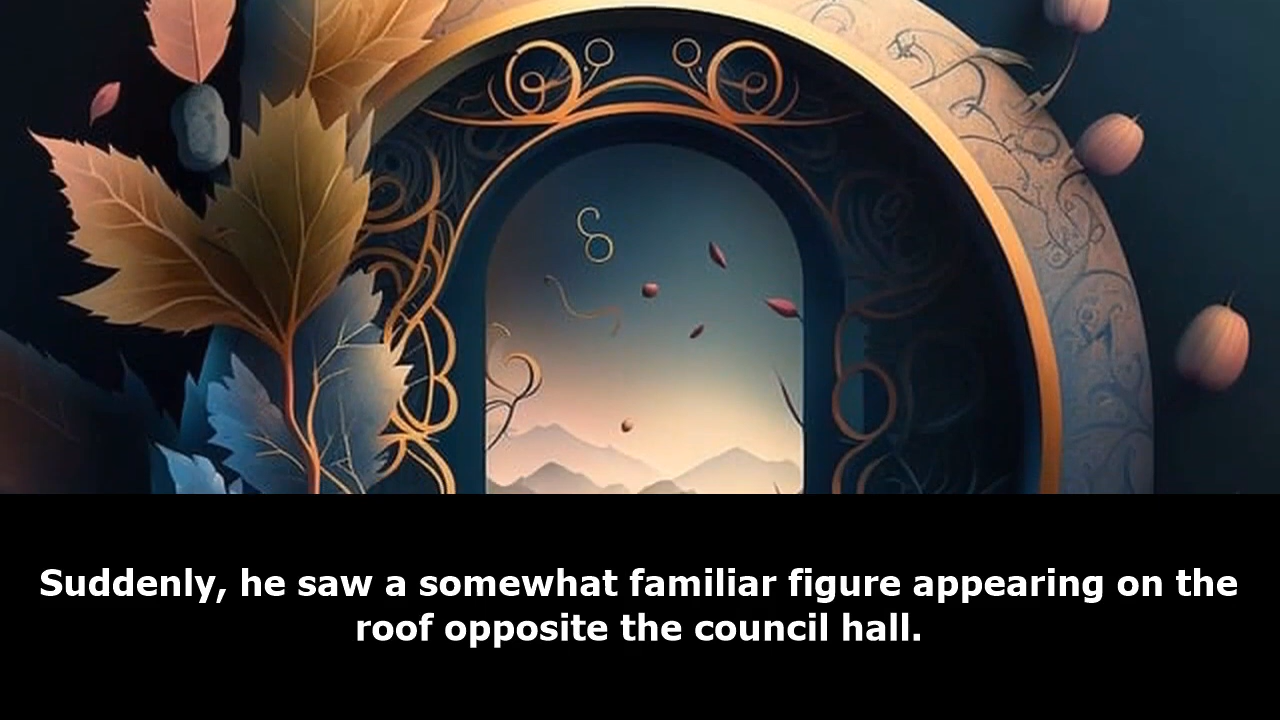 Suddenly, he saw a somewhat familiar figure appearing on the
roof opposite the council hall.